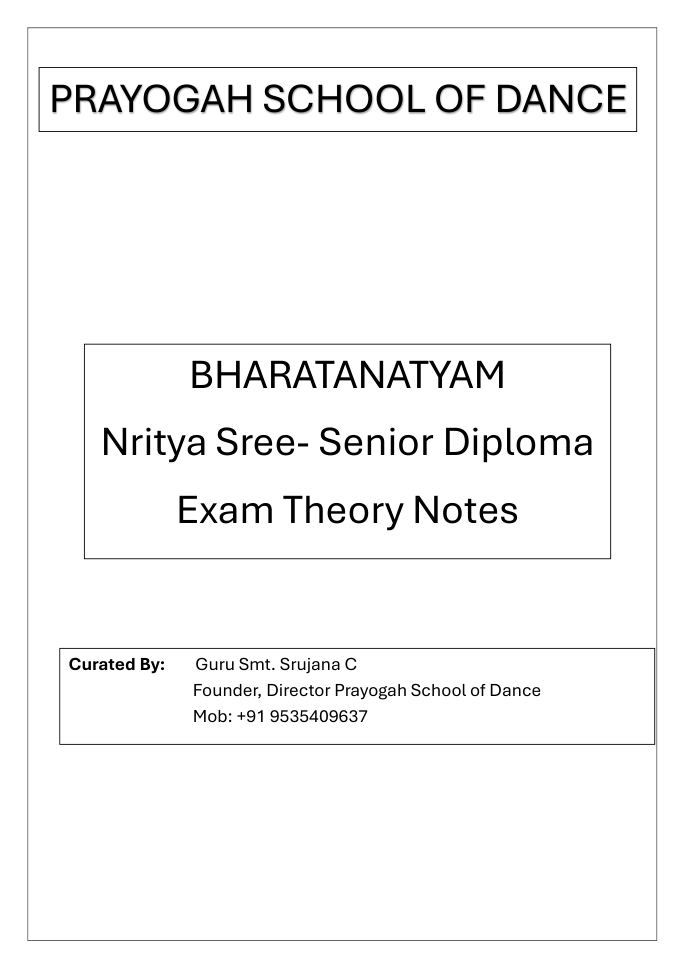 PRAYOGAH SCHOOL OF DANCE
BHARATANATYAM
Nritya Sree- Senior Diploma
Exam Theory Notes
Curated By: Guru Smt. Srujana C
Founder, Director Prayogah School of Dance
Mob: +91 9535409637